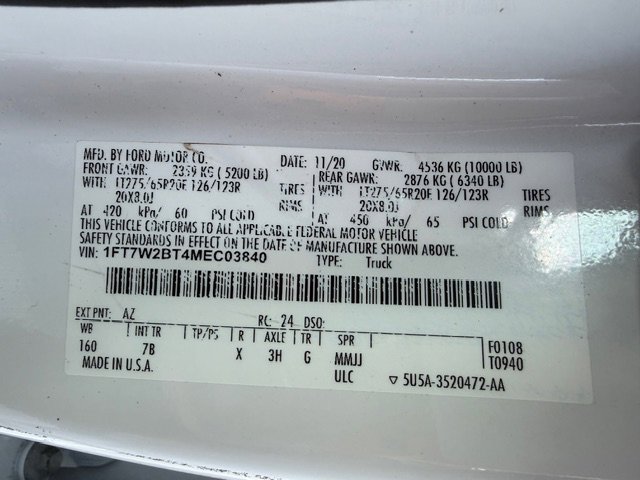 MFD. BY FORD MOTOR CO.
DATE: 11/20 GVWR: 4536 KG (10000 LB)
FRONT GAWR: 2359 KG (5200 LB) REAR GAWR: 2876 KG (6340 LB)
WITH LT275/65R20E 126/123R TIRES WITH LT275/65R20E 126/123R TIRES
20X8.0J RIMS 20X8.0J RIMS
AT 420 kPa/ 60 PSI COLD AT 450 kPa/ 65 PSI COLD
THIS VEHICLE CONFORMS TO ALL APPLICABLE FEDERAL MOTOR VEHICLE
SAFETY STANDARDS IN EFFECT ON THE DATE OF MANUFACTURE SHOWN ABOVE.
VIN: 1FT7W2BT4MEC03840 TYPE: Truck
EXT PNT: AZ RC: 24 DSO:
WB INT TR TP/PS R AXLE TR SPR F0108
160 7B X 3H G MMJJ T0940
MADE IN U.S.A. ULC ▽ 5U5A-3520472-AA